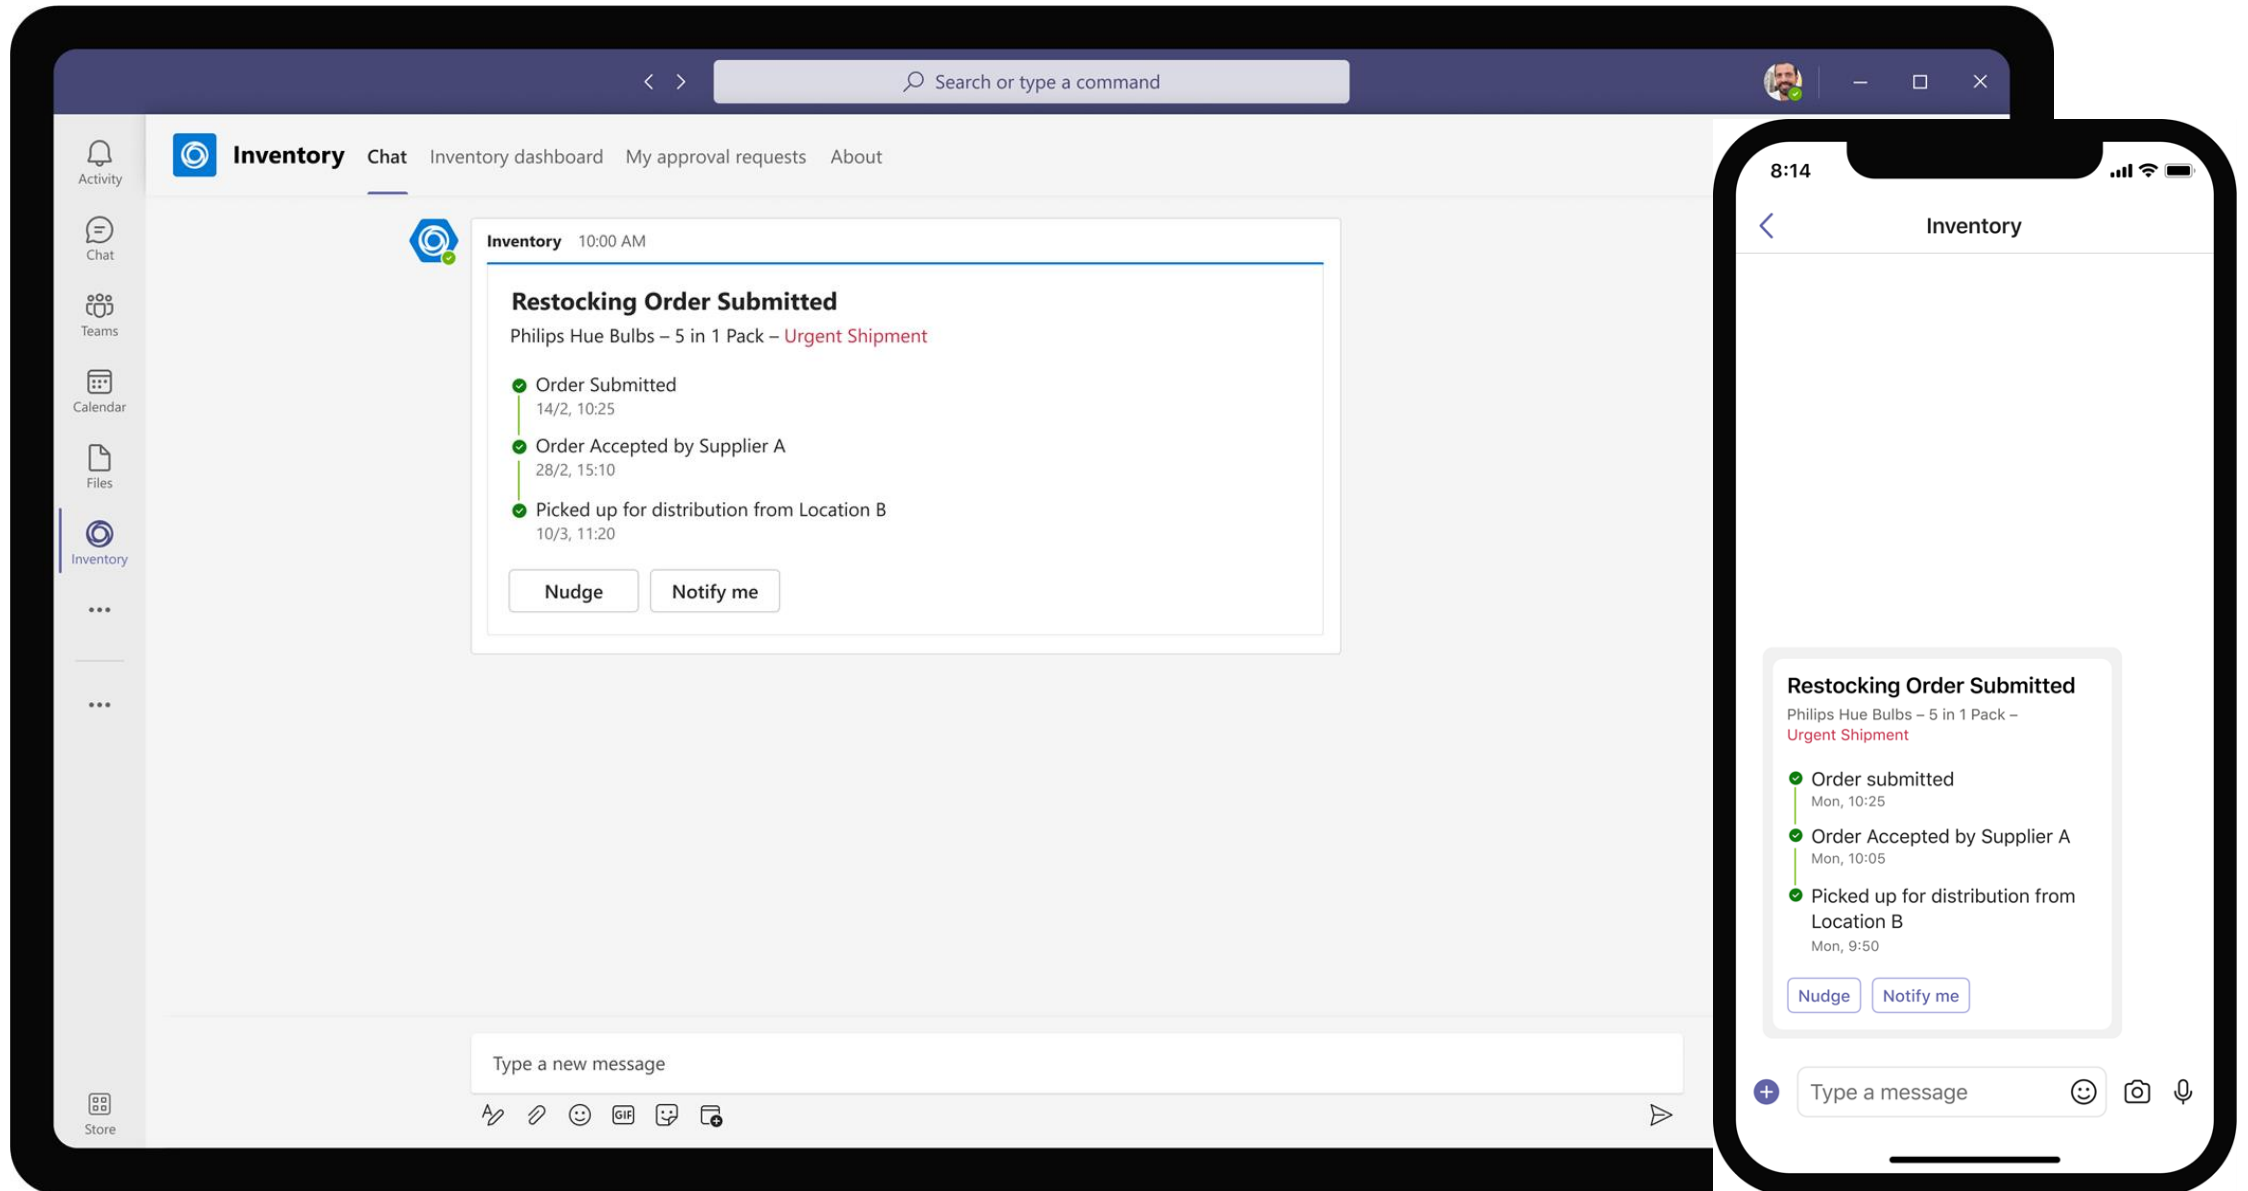 Search or type a command
Activity
Chat
Teams
Calendar
Files
Inventory
Store
Inventory Chat Inventory dashboard My approval requests About
Inventory 10:00 AM
Restocking Order Submitted
Philips Hue Bulbs – 5 in 1 Pack – Urgent Shipment
Order Submitted
14/2, 10:25
Order Accepted by Supplier A
28/2, 15:10
Picked up for distribution from Location B
10/3, 11:20
Nudge Notify me
Type a new message
GIF
8:14
Inventory
Restocking Order Submitted
Philips Hue Bulbs – 5 in 1 Pack –
Urgent Shipment
Order submitted
Mon, 10:25
Order Accepted by Supplier A
Mon, 10:05
Picked up for distribution from
Location B
Mon, 9:50
Nudge Notify me
Type a message